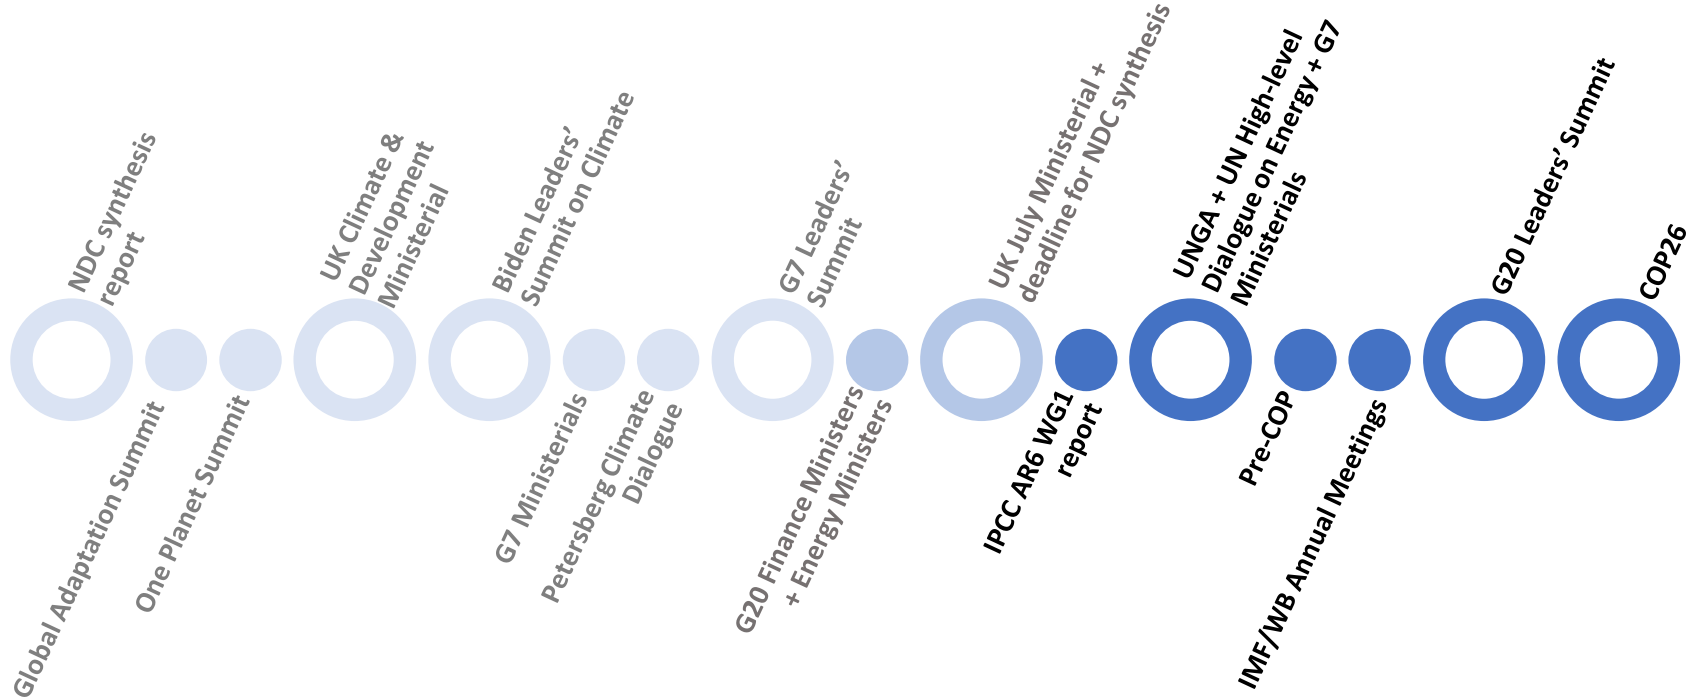 NDC synthesis
report
Global Adaptation Summit
One Planet Summit
UK Climate &
Development
Ministerial
Biden Leaders’
Summit on Climate
G7 Ministerials
Petersberg Climate
Dialogue
G7 Leaders’
Summit
G20 Finance Ministers
+ Energy Ministers
UK July Ministerial +
deadline for NDC synthesis
IPCC AR6 WG1
report
UNGA + UN High-level
Dialogue on Energy + G7
Ministerials
Pre-COP
IMF/WB Annual Meetings
G20 Leaders’ Summit
COP26